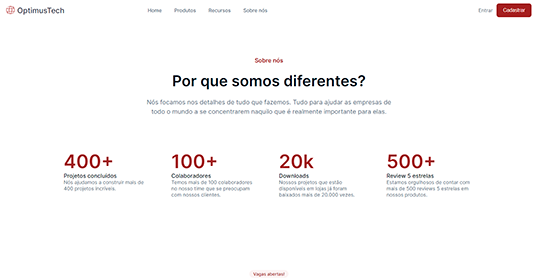 OptimusTech
Home Produtos Recursos Sobre nós
Entrar Cadastrar
Sobre nós
Por que somos diferentes?
Nós focamos nos detalhes de tudo que fazemos. Tudo para ajudar as empresas de
todo o mundo a se concentrarem naquilo que é realmente importante para elas.
400+
Projetos concluídos
Nós ajudamos a construir mais de
400 projetos incríveis.
100+
Colaboradores
Temos mais de 100 colaboradores
no nosso time que se preocupam
com nossos clientes.
20k
Downloads
Nossos projetos que estão
disponíveis em lojas já foram
baixados mais de 20.000 vezes.
500+
Review 5 estrelas
Estamos orgulhosos de contar com
mais de 500 reviews 5 estrelas em
nossos produtos.
Vagas abertas!